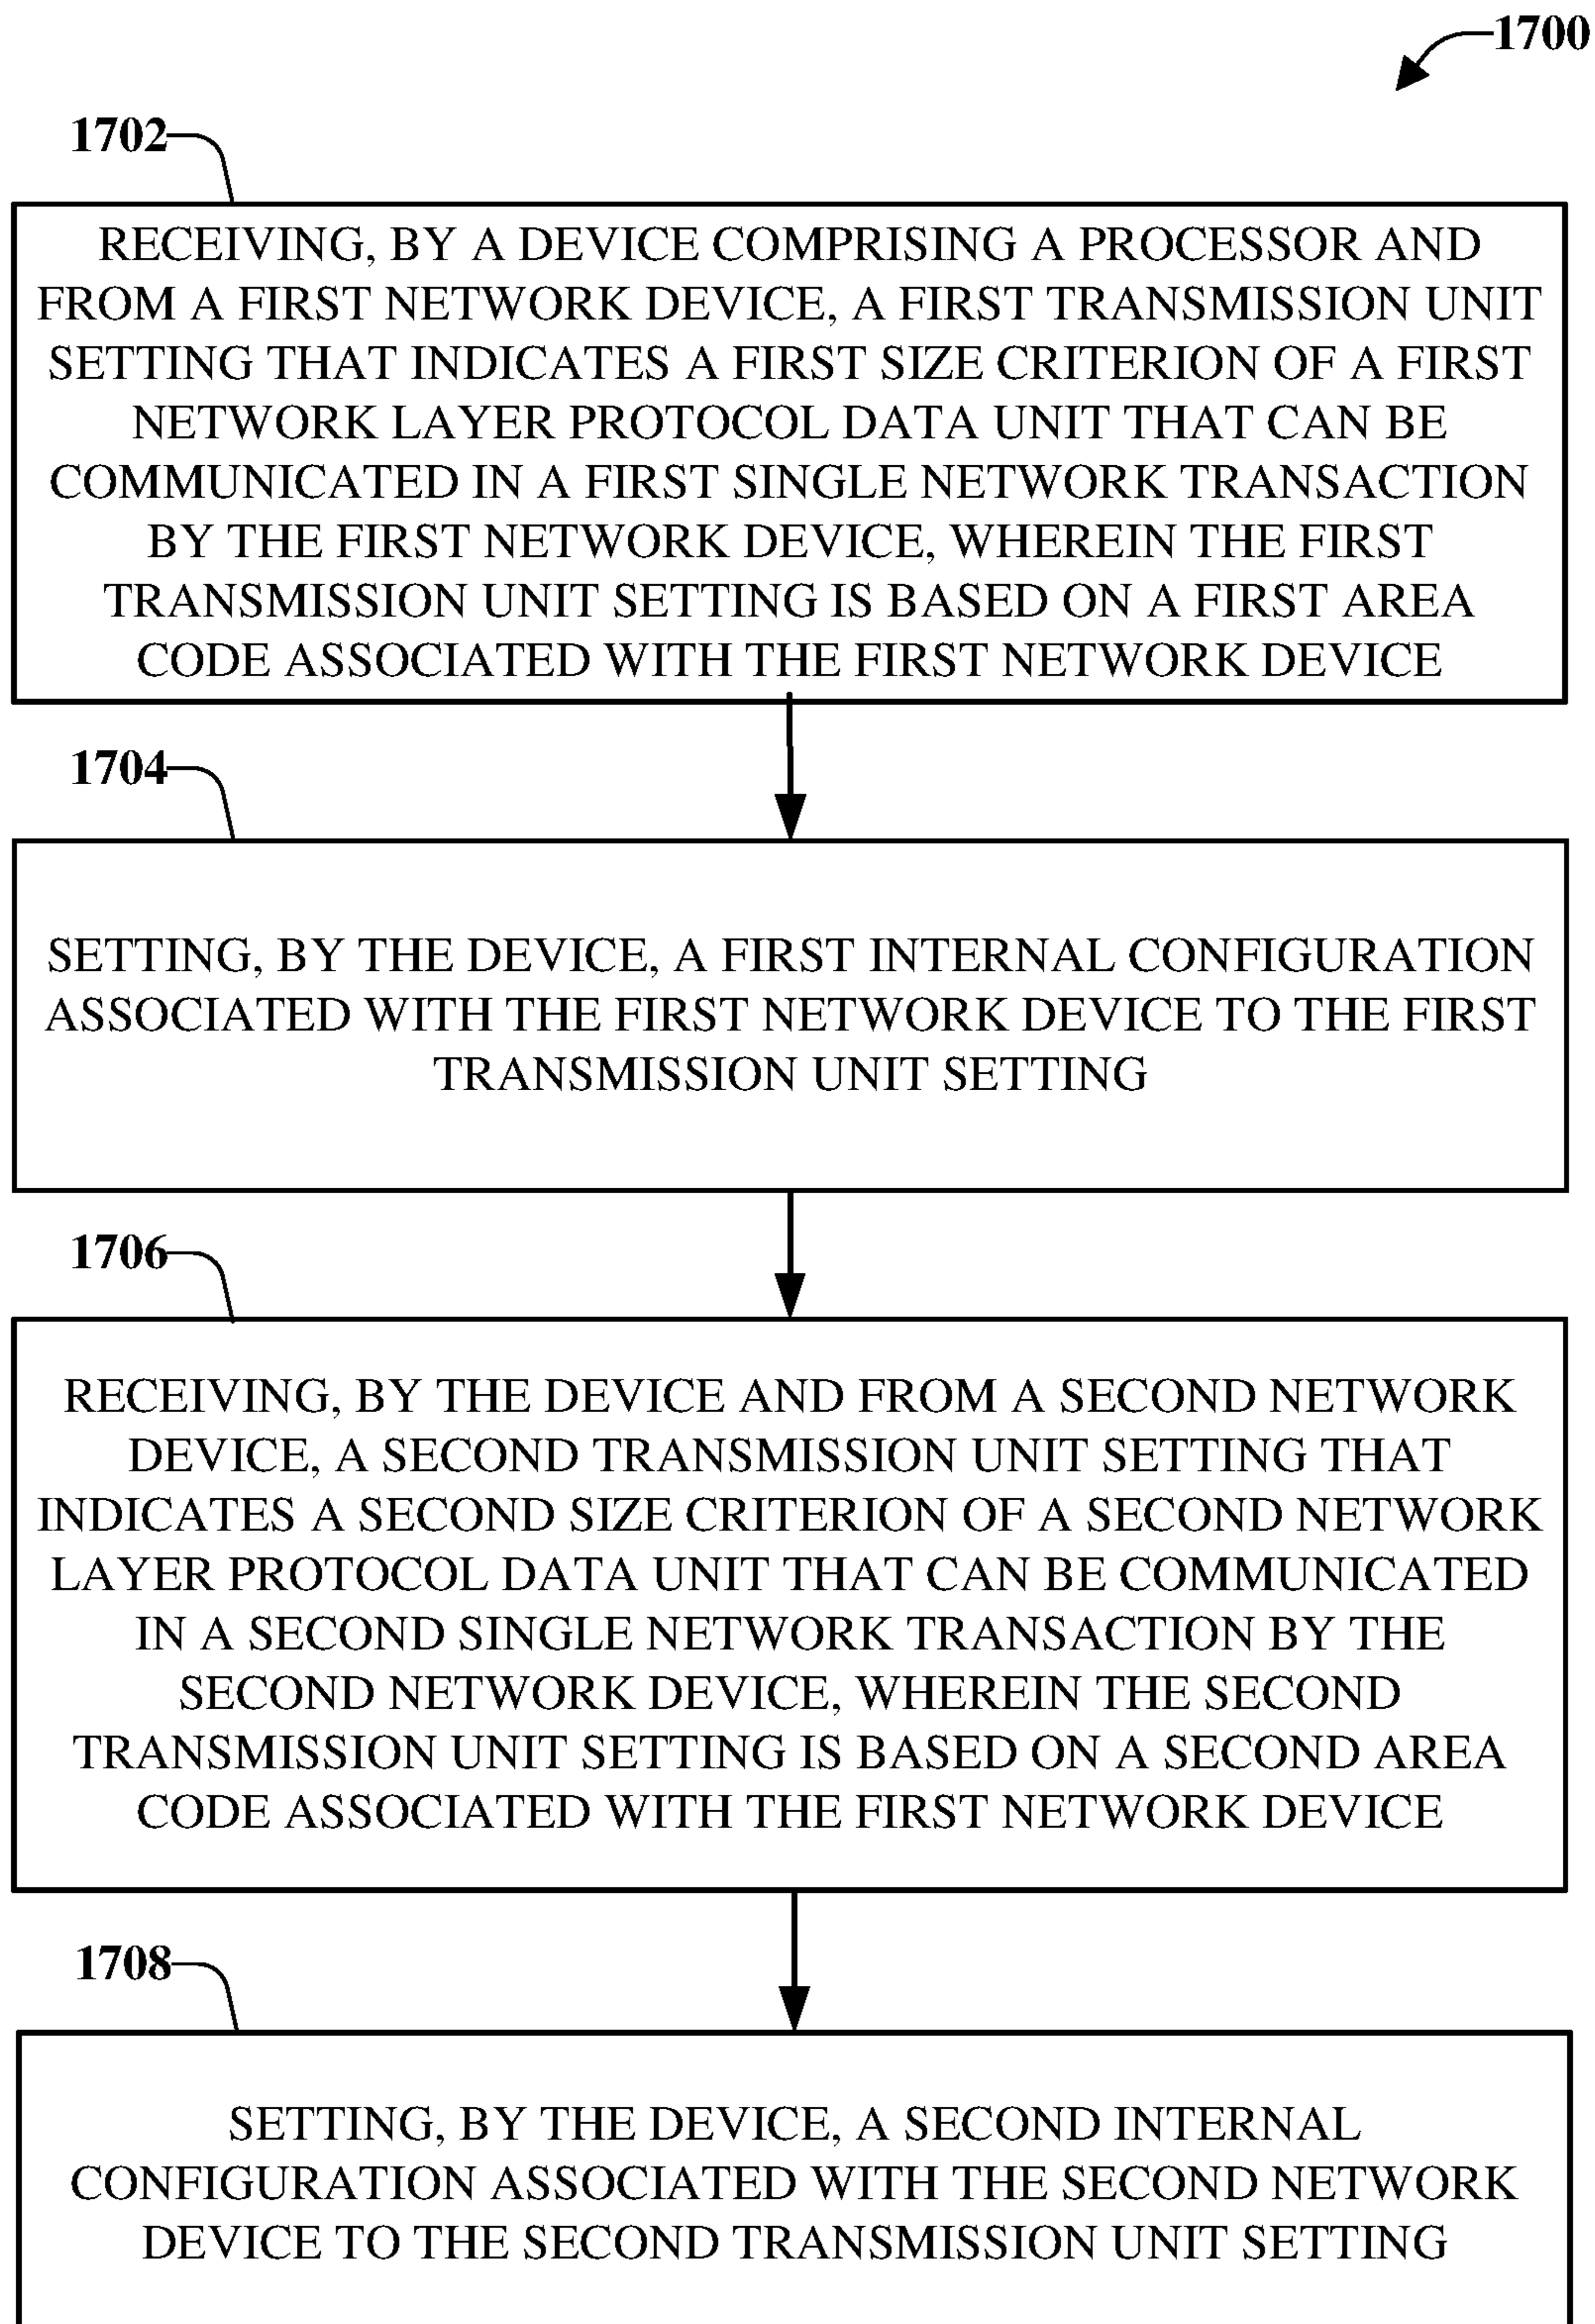 1700
1702
RECEIVING, BY A DEVICE COMPRISING A PROCESSOR AND
FROM A FIRST NETWORK DEVICE, A FIRST TRANSMISSION UNIT
SETTING THAT INDICATES A FIRST SIZE CRITERION OF A FIRST
NETWORK LAYER PROTOCOL DATA UNIT THAT CAN BE
COMMUNICATED IN A FIRST SINGLE NETWORK TRANSACTION
BY THE FIRST NETWORK DEVICE, WHEREIN THE FIRST
TRANSMISSION UNIT SETTING IS BASED ON A FIRST AREA
CODE ASSOCIATED WITH THE FIRST NETWORK DEVICE
1704
SETTING, BY THE DEVICE, A FIRST INTERNAL CONFIGURATION
ASSOCIATED WITH THE FIRST NETWORK DEVICE TO THE FIRST
TRANSMISSION UNIT SETTING
1706
RECEIVING, BY THE DEVICE AND FROM A SECOND NETWORK
DEVICE, A SECOND TRANSMISSION UNIT SETTING THAT
INDICATES A SECOND SIZE CRITERION OF A SECOND NETWORK
LAYER PROTOCOL DATA UNIT THAT CAN BE COMMUNICATED
IN A SECOND SINGLE NETWORK TRANSACTION BY THE
SECOND NETWORK DEVICE, WHEREIN THE SECOND
TRANSMISSION UNIT SETTING IS BASED ON A SECOND AREA
CODE ASSOCIATED WITH THE FIRST NETWORK DEVICE
1708
SETTING, BY THE DEVICE, A SECOND INTERNAL
CONFIGURATION ASSOCIATED WITH THE SECOND NETWORK
DEVICE TO THE SECOND TRANSMISSION UNIT SETTING